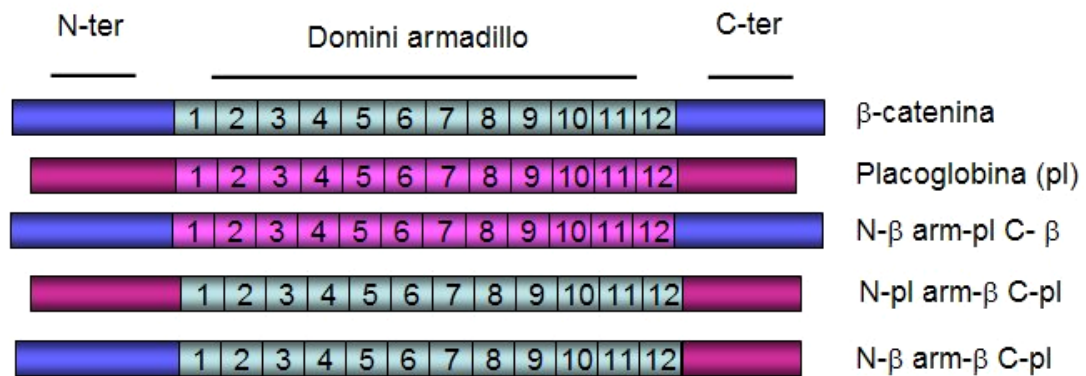 N-ter Domini armadillo C-ter
1 2 3 4 5 6 7 8 9 10 11 12 β-catenina
1 2 3 4 5 6 7 8 9 10 11 12 Placoglobina (pl)
1 2 3 4 5 6 7 8 9 10 11 12 N-β arm-pl C- β
1 2 3 4 5 6 7 8 9 10 11 12 N-pl arm-β C-pl
1 2 3 4 5 6 7 8 9 10 11 12 N-β arm-β C-pl